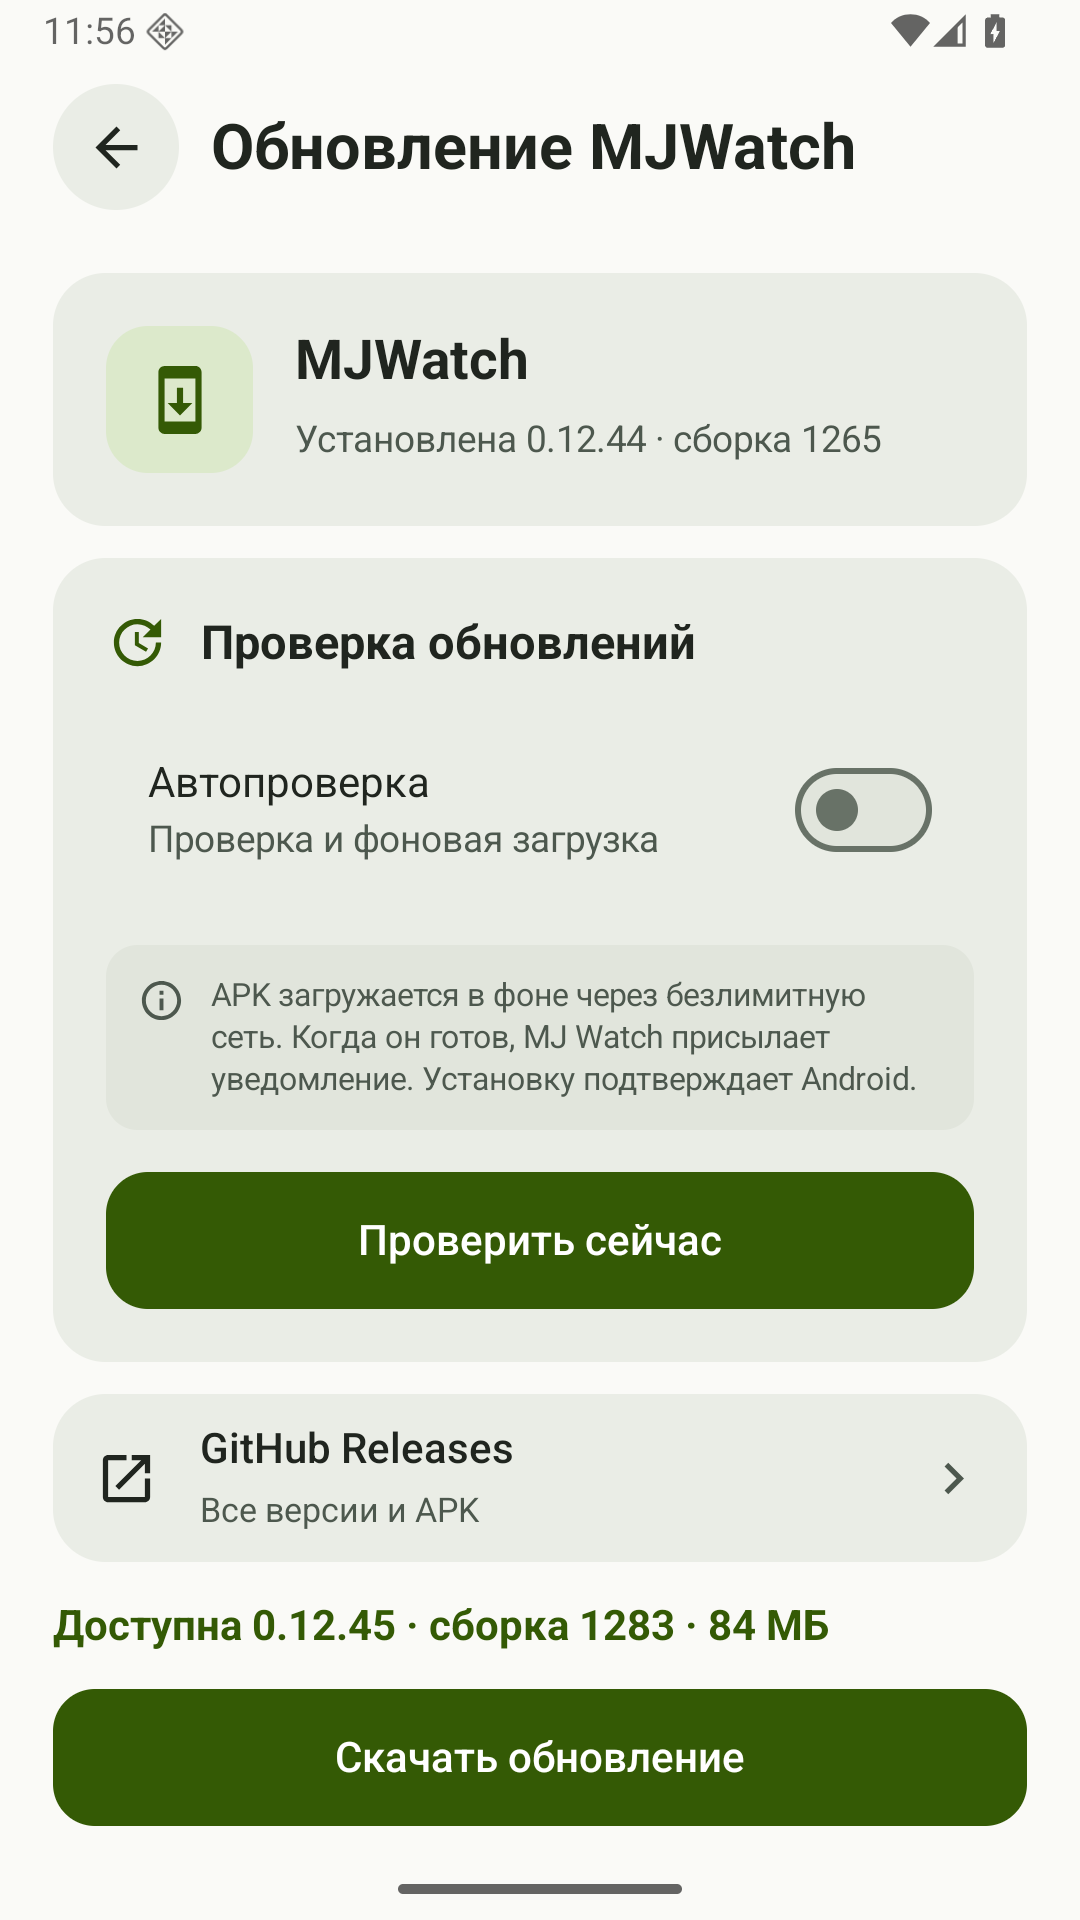 11:56
Обновление MJWatch
MJWatch
Установлена 0.12.44 · сборка 1265
Проверка обновлений
Автопроверка
Проверка и фоновая загрузка
APK загружается в фоне через безлимитную
сеть. Когда он готов, MJ Watch присылает
уведомление. Установку подтверждает Android.
Проверить сейчас
GitHub Releases
Все версии и APK
Доступна 0.12.45 · сборка 1283 · 84 МБ
Скачать обновление